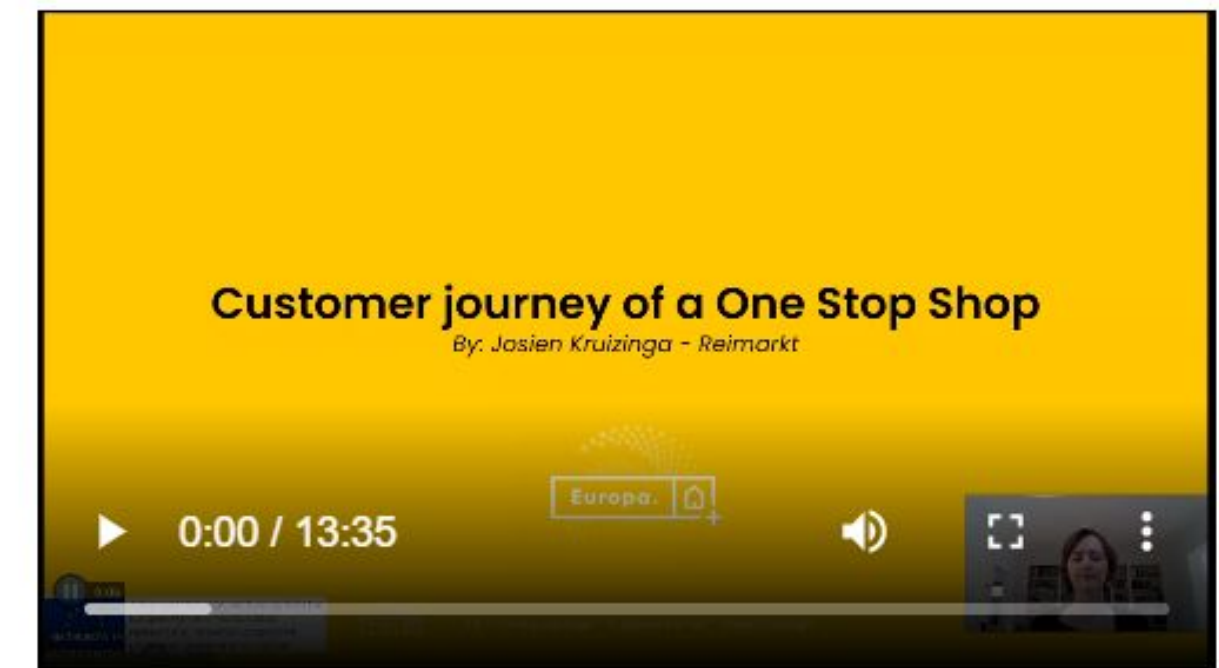 Customer journey of a One Stop Shop
By: Josien Kruizinga - Reimarkt
Europa.
0:00 / 13:35